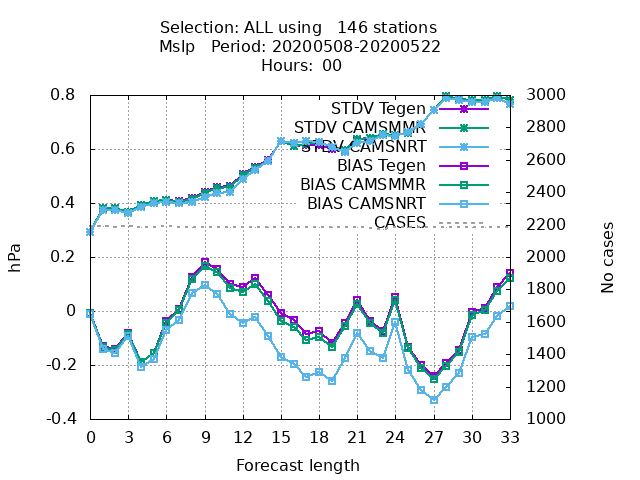 Selection: ALL using   146 stations
Mslp   Period: 20200508-20200522
Hours: 00
hPa
No cases
0.8
0.6
0.4
0.2
0
-0.2
-0.4
3000
2800
2600
2400
2200
2000
1800
1600
1400
1200
1000
STDV Tegen
STDV CAMSMMR
STDV CAMSNRT
BIAS Tegen
BIAS CAMSMMR
BIAS CAMSNRT
CASES
0 3 6 9 12 15 18 21 24 27 30 33
Forecast length